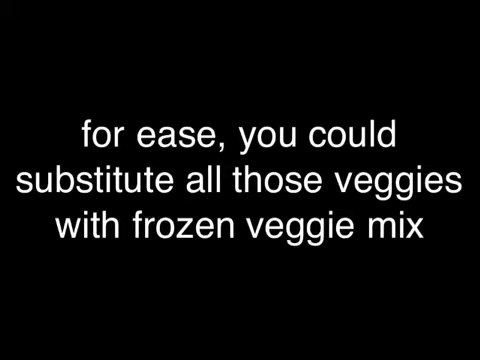 for ease, you could
substitute all those veggies
with frozen veggie mix